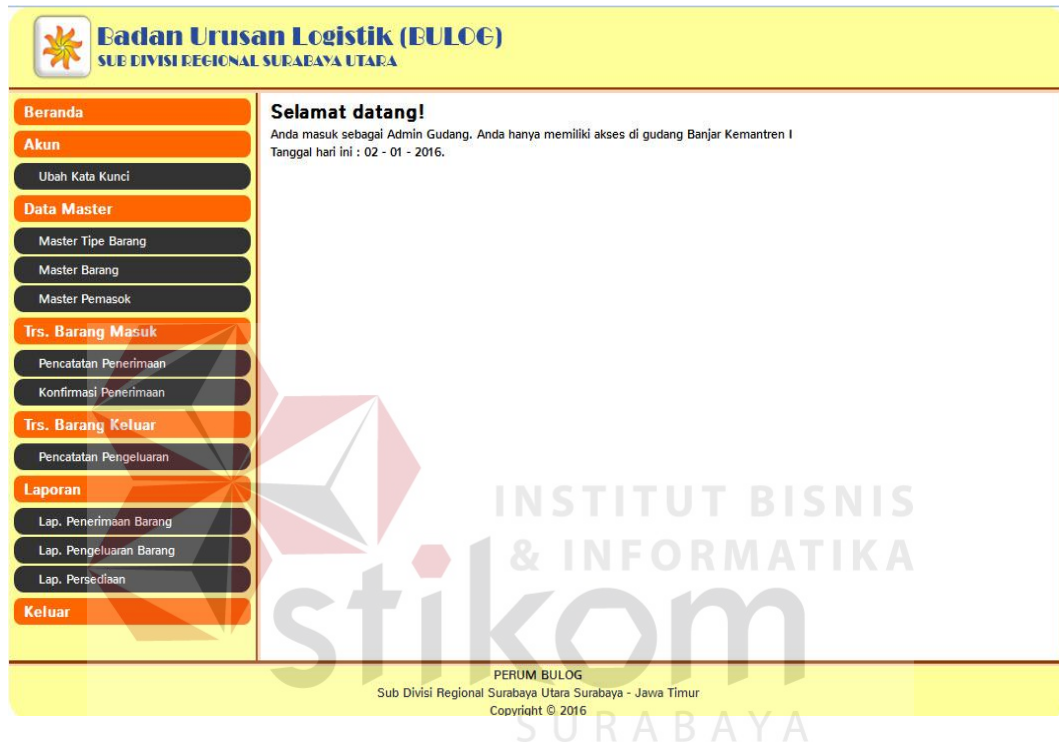 Badan Urusan Logistik (BULOG)
SUB DIVISI REGIONAL SURABAYA UTARA
Beranda
Akun
Ubah Kata Kunci
Data Master
Master Tipe Barang
Master Barang
Master Pemasok
Trs. Barang Masuk
Pencatatan Penerimaan
Konfirmasi Penerimaan
Trs. Barang Keluar
Pencatatan Pengeluaran
Laporan
Lap. Penerimaan Barang
Lap. Pengeluaran Barang
Lap. Persediaan
Keluar
Selamat datang!
Anda masuk sebagai Admin Gudang. Anda hanya memiliki akses di gudang Banjar Kemantren I
Tanggal hari ini : 02 - 01 - 2016.
INSTITUT BISNIS
& INFORMATIKA
stikom
SURABAYA
PERUM BULOG
Sub Divisi Regional Surabaya Utara Surabaya - Jawa Timur
Copyright © 2016